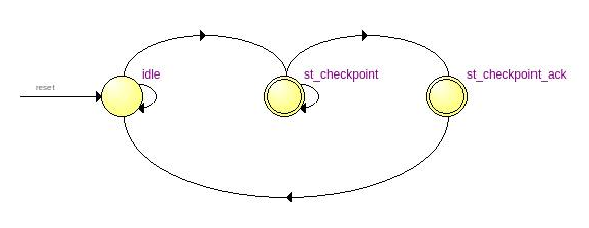 idle
st_checkpoint
st_checkpoint_ack
reset